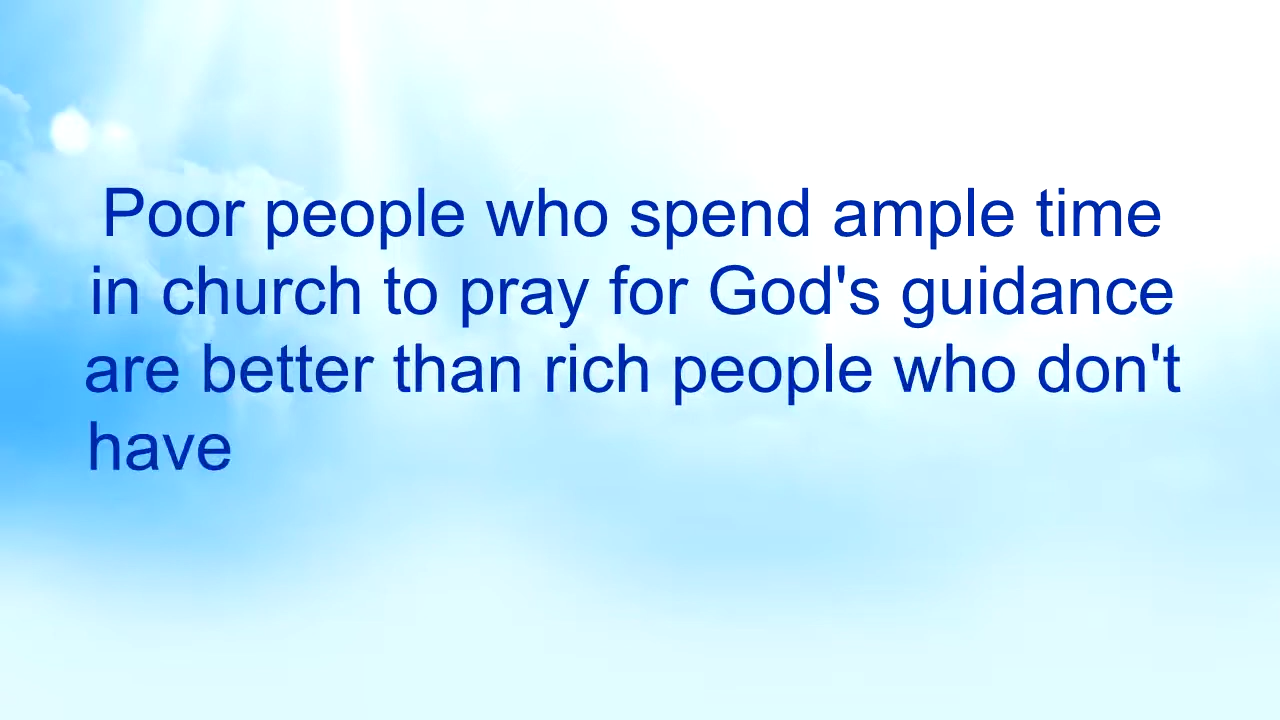 Poor people who spend ample time
in church to pray for God's guidance
are better than rich people who don't
have